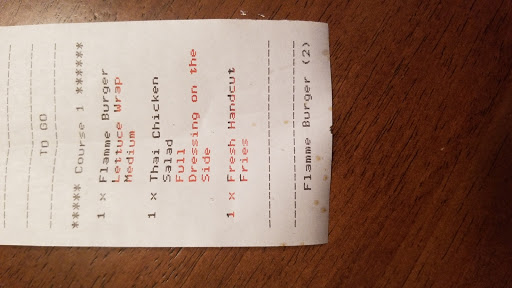 TO GO
***** Course 1 ******
1 x Flamme Burger
Lettuce Wrap
Medium
1 x Thai Chicken
Salad
Full
Dressing on the
Side
1 x Fresh Handcut
Fries
Flamme Burger (2)